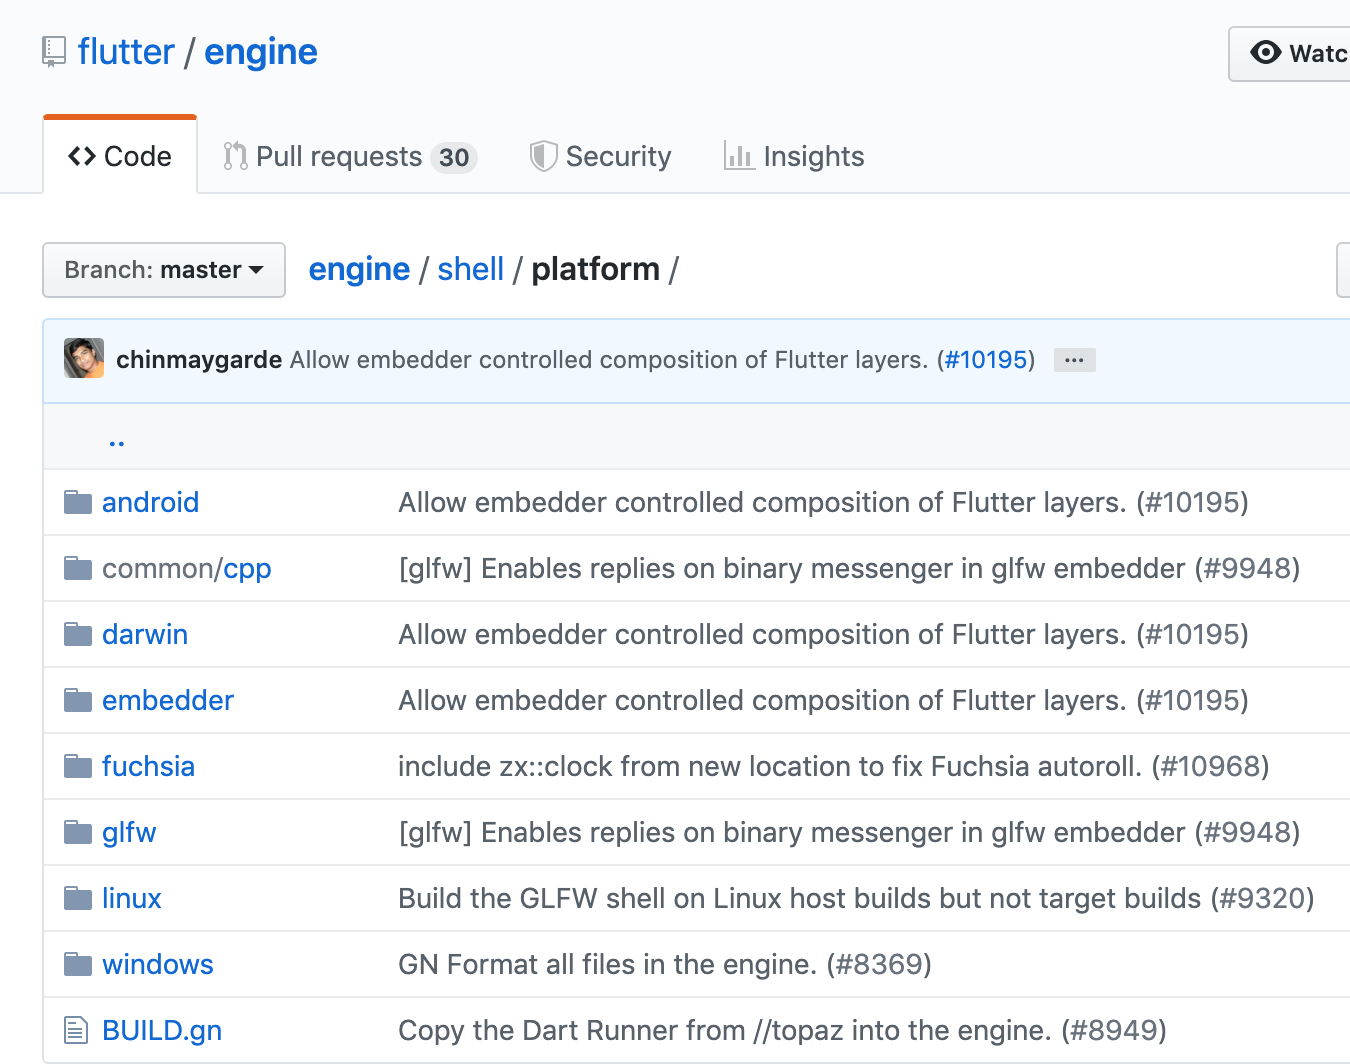 flutter / engine
Watc
Code Pull requests 30 Security Insights
Branch: master engine / shell / platform /
chinmaygarde Allow embedder controlled composition of Flutter layers. (#10195) ...
..
android Allow embedder controlled composition of Flutter layers. (#10195)
common/cpp [glfw] Enables replies on binary messenger in glfw embedder (#9948)
darwin Allow embedder controlled composition of Flutter layers. (#10195)
embedder Allow embedder controlled composition of Flutter layers. (#10195)
fuchsia include zx::clock from new location to fix Fuchsia autoroll. (#10968)
glfw [glfw] Enables replies on binary messenger in glfw embedder (#9948)
linux Build the GLFW shell on Linux host builds but not target builds (#9320)
windows GN Format all files in the engine. (#8369)
BUILD.gn Copy the Dart Runner from //topaz into the engine. (#8949)